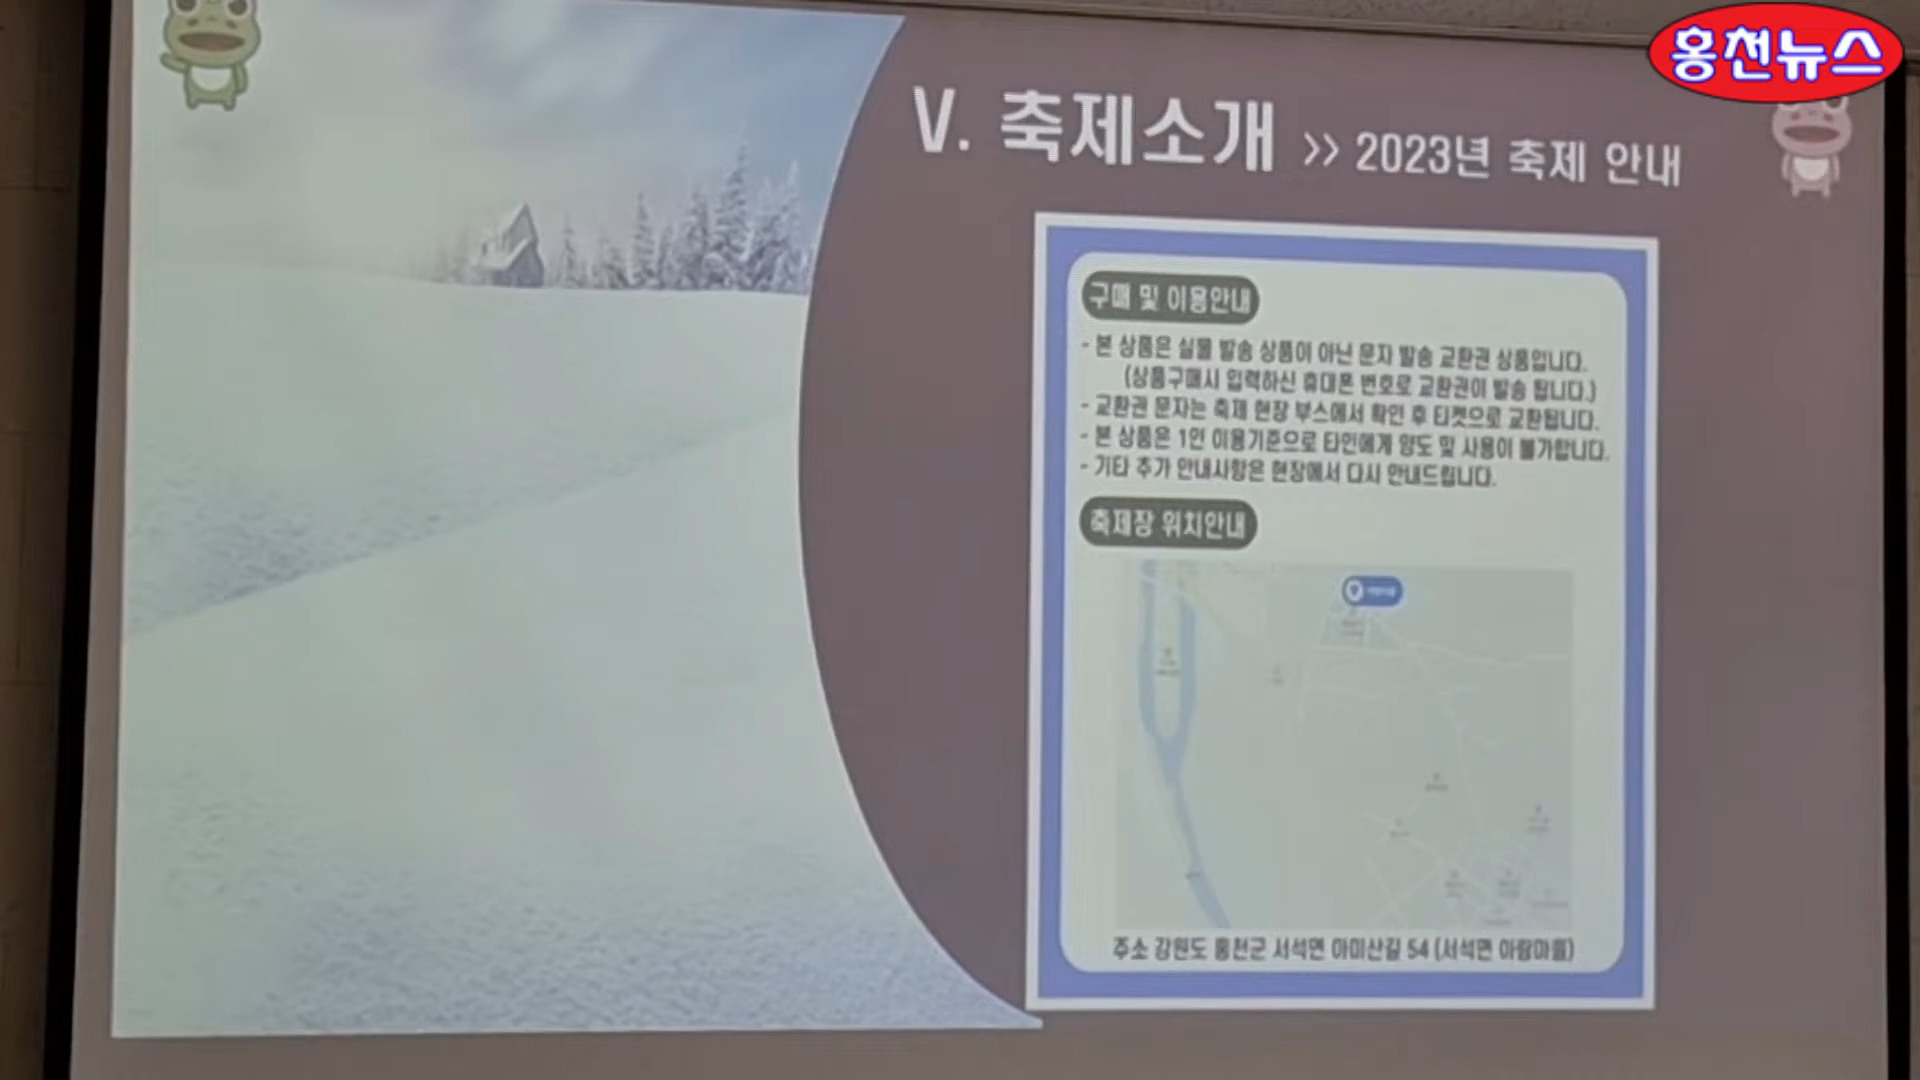 홍천뉴스
V. 축제소개 >> 2023년 축제 안내
구매 및 이용안내
- 본 상품은 실물 발송 상품이 아닌 문자 발송 교환권 상품입니다.
(상품구매시 입력하신 휴대폰 번호로 교환권이 발송 됩니다.)
- 교환권 문자는 축제 현장 부스에서 확인 후 티켓으로 교환됩니다.
- 본 상품은 1인 이용기준으로 타인에게 양도 및 사용이 불가합니다.
- 기타 추가 안내사항은 현장에서 다시 안내드립니다.
축제장 위치안내
주소 강원도 홍천군 서석면 아미산길 54 (서석면 아람마을)